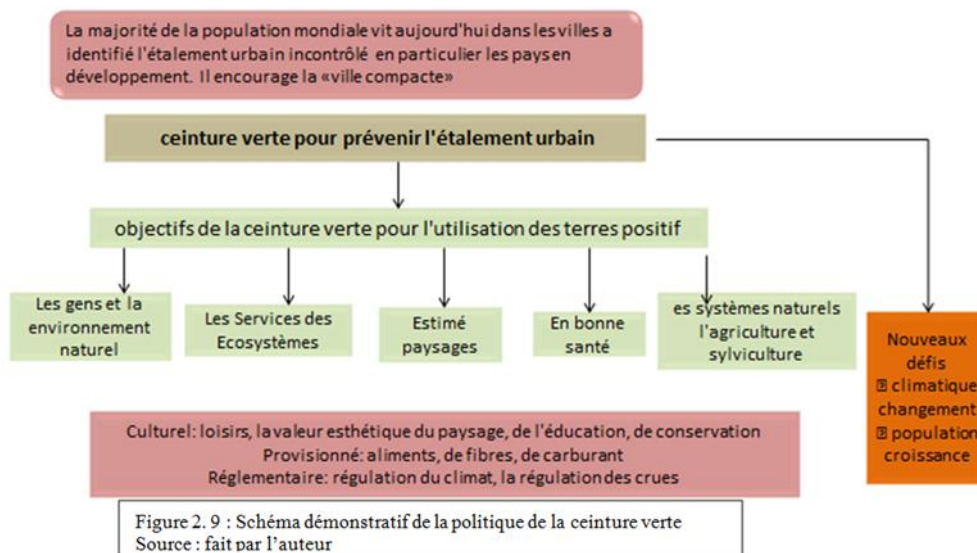 La majorité de la population mondiale vit aujourd'hui dans les villes a
identifié l'étalement urbain incontrôlé en particulier les pays en
développement. Il encourage la «ville compacte»
ceinture verte pour prévenir l'étalement urbain
objectifs de la ceinture verte pour l'utilisation des terres positif
Les gens et la
environnement
naturel
Les Services des
Ecosystèmes
Estimé
paysages
En bonne
santé
es systèmes naturels
l'agriculture et
sylviculture
Nouveaux
défis
climatique
changement
population
croissance
Culturel: loisirs, la valeur esthétique du paysage, de l'éducation, de conservation
Provisionné: aliments, de fibres, de carburant
Réglementaire: régulation du climat, la régulation des crues
Figure 2. 9 : Schéma démonstratif de la politique de la ceinture verte
Source : fait par l'auteur